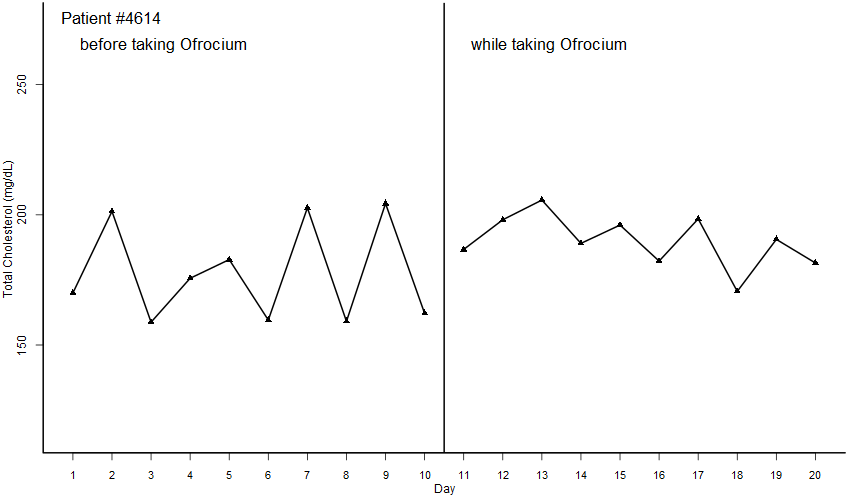 Patient #4614
before taking Ofrocium
while taking Ofrocium
250
200
150
Total Cholesterol (mg/dL)
1 2 3 4 5 6 7 8 9 10 11 12 13 14 15 16 17 18 19 20
Day